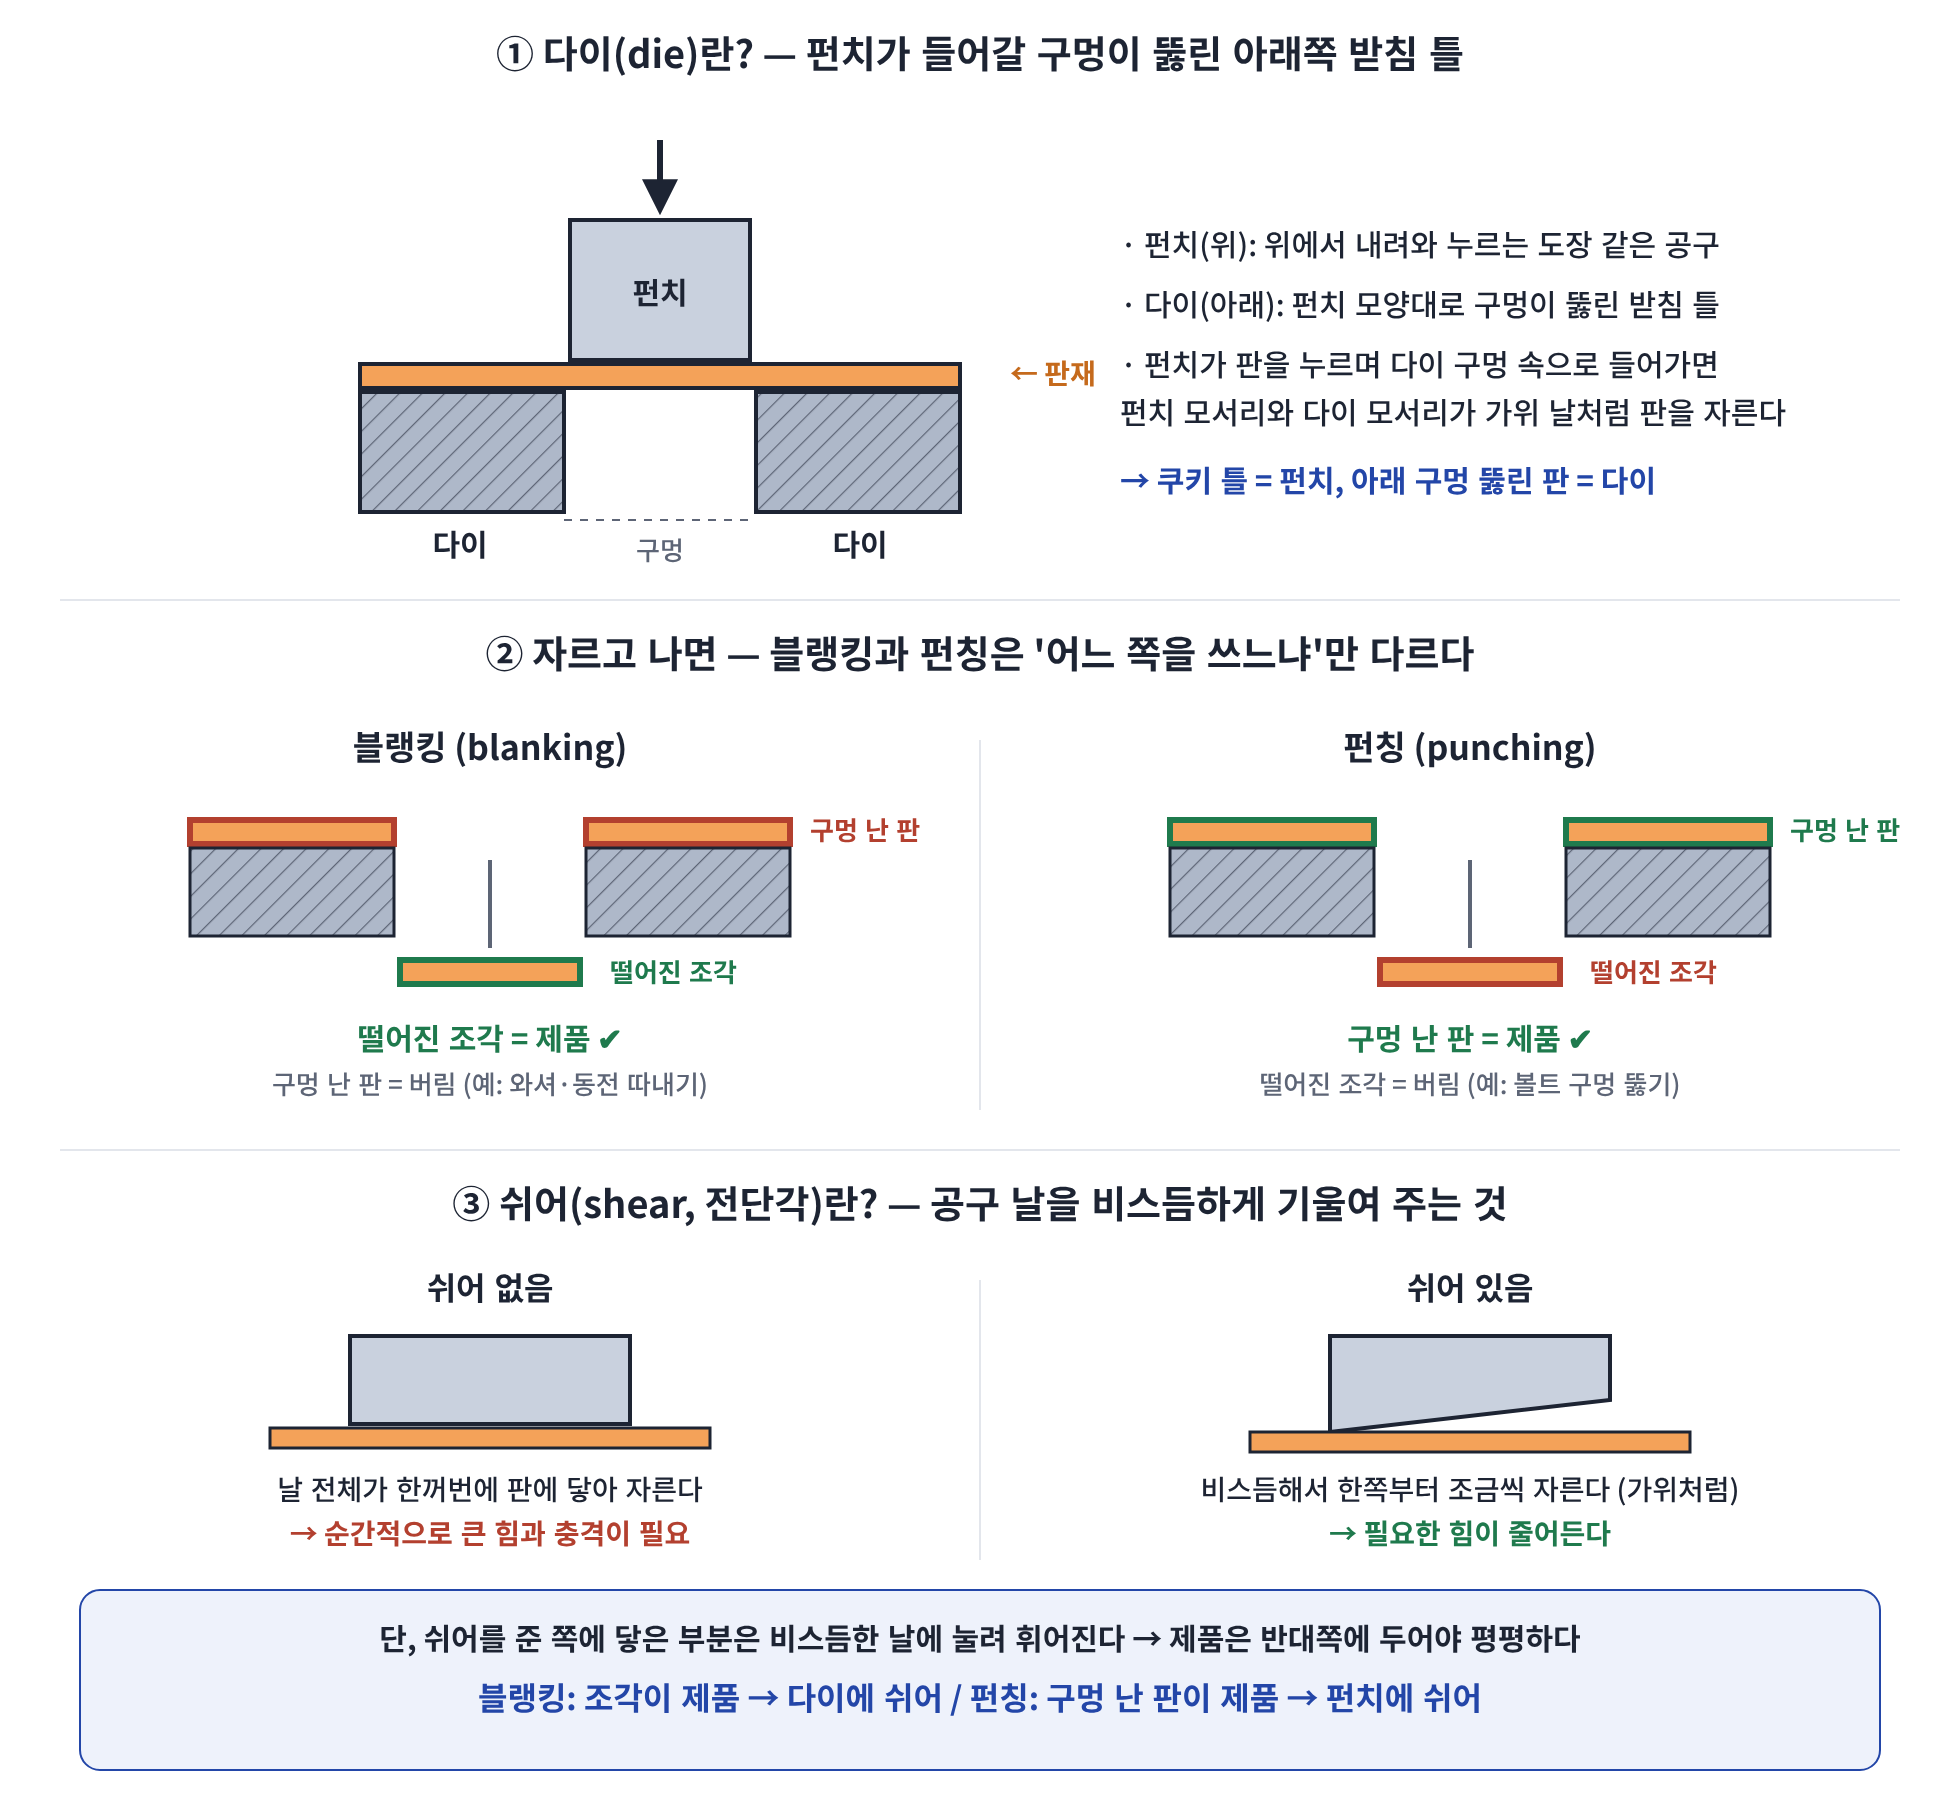 ① 다이(die)란? — 펀치가 들어갈 구멍이 뚫린 아래쪽 받침 틀
펀치
← 판재
다이
구멍
다이
· 펀치(위): 위에서 내려와 누르는 도장 같은 공구
· 다이(아래): 펀치 모양대로 구멍이 뚫린 받침 틀
· 펀치가 판을 누르며 다이 구멍 속으로 들어가면
펀치 모서리와 다이 모서리가 가위 날처럼 판을 자른다
→ 쿠키 틀 = 펀치, 아래 구멍 뚫린 판 = 다이
② 자르고 나면 — 블랭킹과 펀칭은 '어느 쪽을 쓰느냐'만 다르다
블랭킹 (blanking)
구멍 난 판
떨어진 조각
떨어진 조각 = 제품 ✔
구멍 난 판 = 버림 (예: 와셔·동전 따내기)
펀칭 (punching)
구멍 난 판
떨어진 조각
구멍 난 판 = 제품 ✔
떨어진 조각 = 버림 (예: 볼트 구멍 뚫기)
③ 쉬어(shear, 전단각)란? — 공구 날을 비스듬하게 기울여 주는 것
쉬어 없음
날 전체가 한꺼번에 판에 닿아 자른다
→ 순간적으로 큰 힘과 충격이 필요
쉬어 있음
비스듬해서 한쪽부터 조금씩 자른다 (가위처럼)
→ 필요한 힘이 줄어든다
단, 쉬어를 준 쪽에 닿은 부분은 비스듬한 날에 눌려 휘어진다 → 제품은 반대쪽에 두어야 평평하다
블랭킹: 조각이 제품 → 다이에 쉬어 / 펀칭: 구멍 난 판이 제품 → 펀치에 쉬어